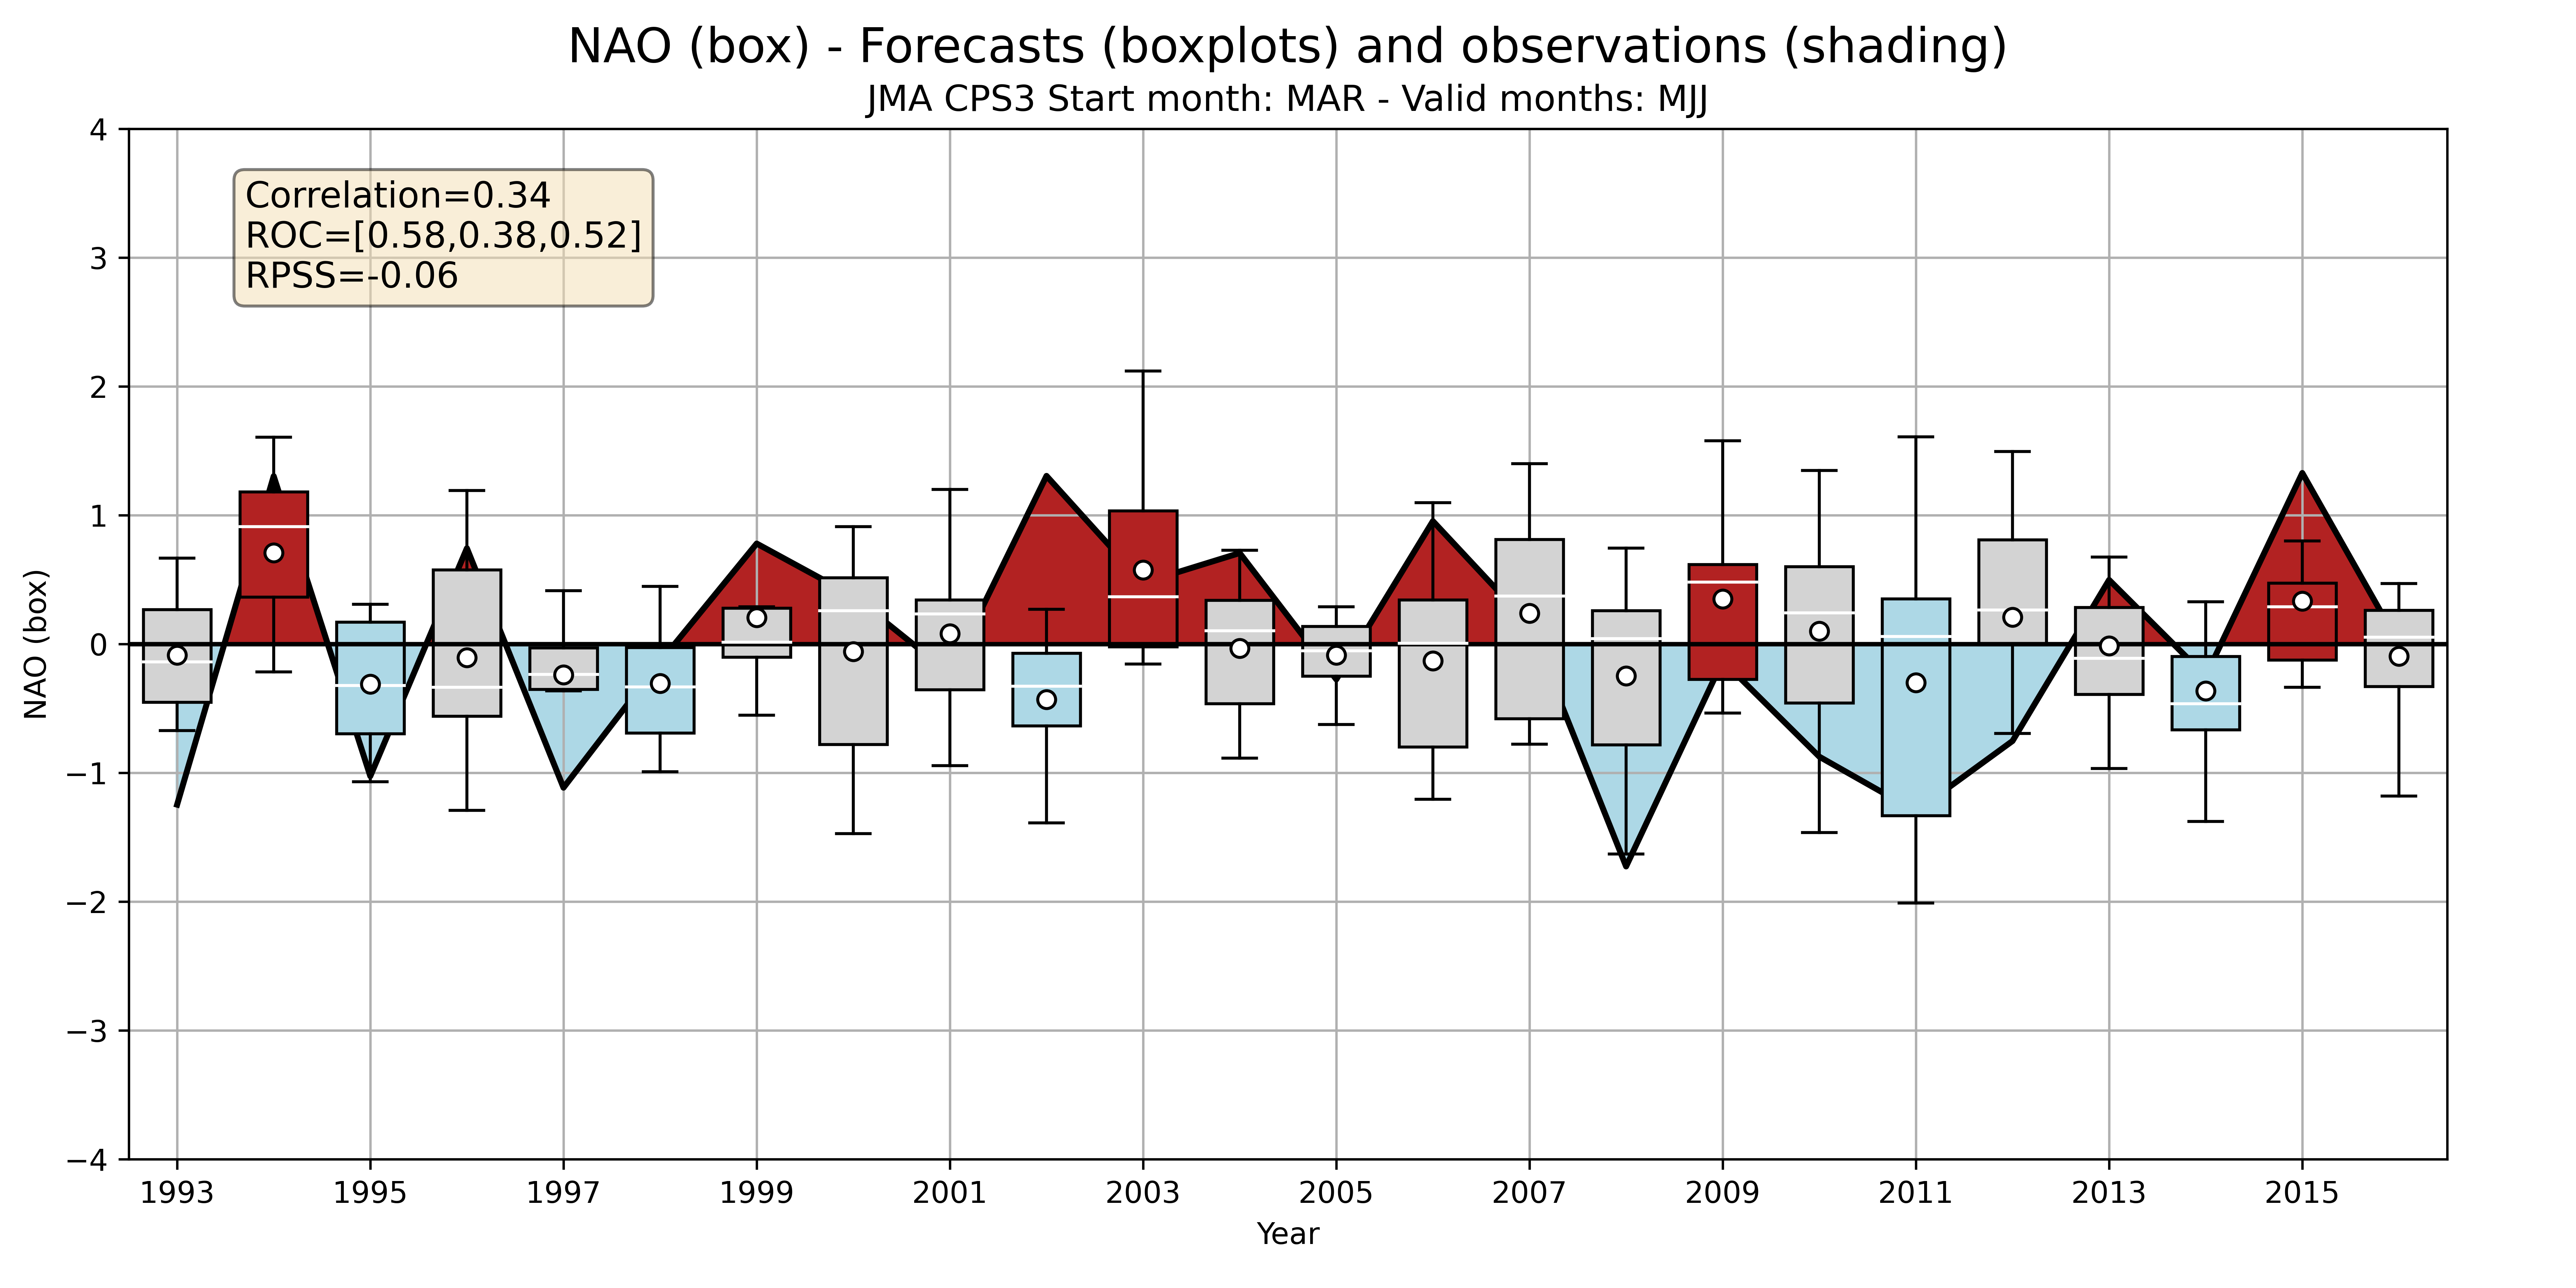 NAO (box) - Forecasts (boxplots) and observations (shading)
JMA CPS3 Start month: MAR - Valid months: MJJ
Correlation=0.34
ROC=[0.58,0.38,0.52]
RPSS=-0.06
NAO (box)
4
3
2
1
0
−1
−2
−3
−4
1993 1995 1997 1999 2001 2003 2005 2007 2009 2011 2013 2015
Year